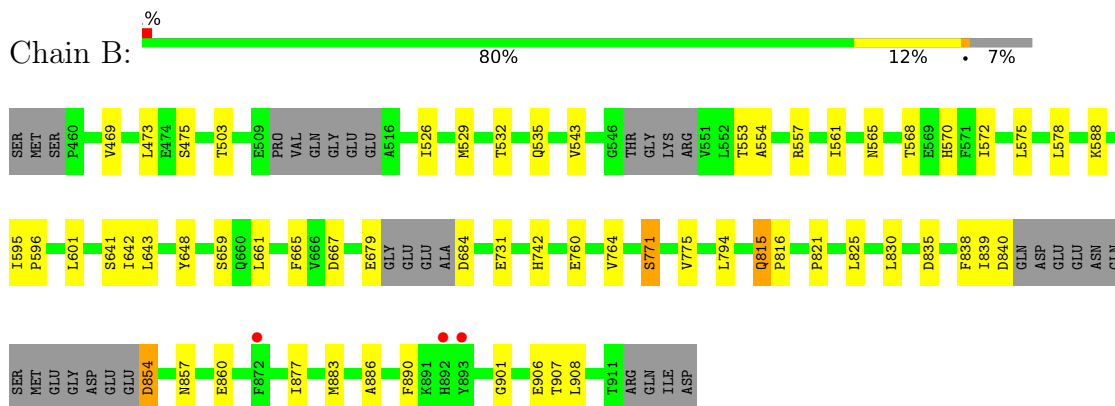 .%
Chain B:
80% 12% • 7%
SER MET SER P460 V469 L473 E474 S475 T503 E509 PRO VAL GLN GLY GLU GLU A516 I526 M529 T532 Q535 V543 G546 THR GLY LYS ARG V551 L552 T553 A554 R557 I561 N565 T568 E569 H570 F571 I572 L575 L578 K588
I595 P596 L601 S641 I642 L643 Y648 S659 Q660 L661 F665 V666 D667 E679 GLY GLU GLU ALA D684 E731 H742 E760 V764 S771 V775 L794 Q815 P816 P821 L825 L830 D835 F838 I839 D840 GLN ASP GLU GLU ASN GLN
SER MET GLU GLY ASP GLU GLU D854 N857 E860 F872 I877 M883 A886 F890 K891 H892 Y893 G901 E906 T907 L908 T911 ARG GLN ILE ASP